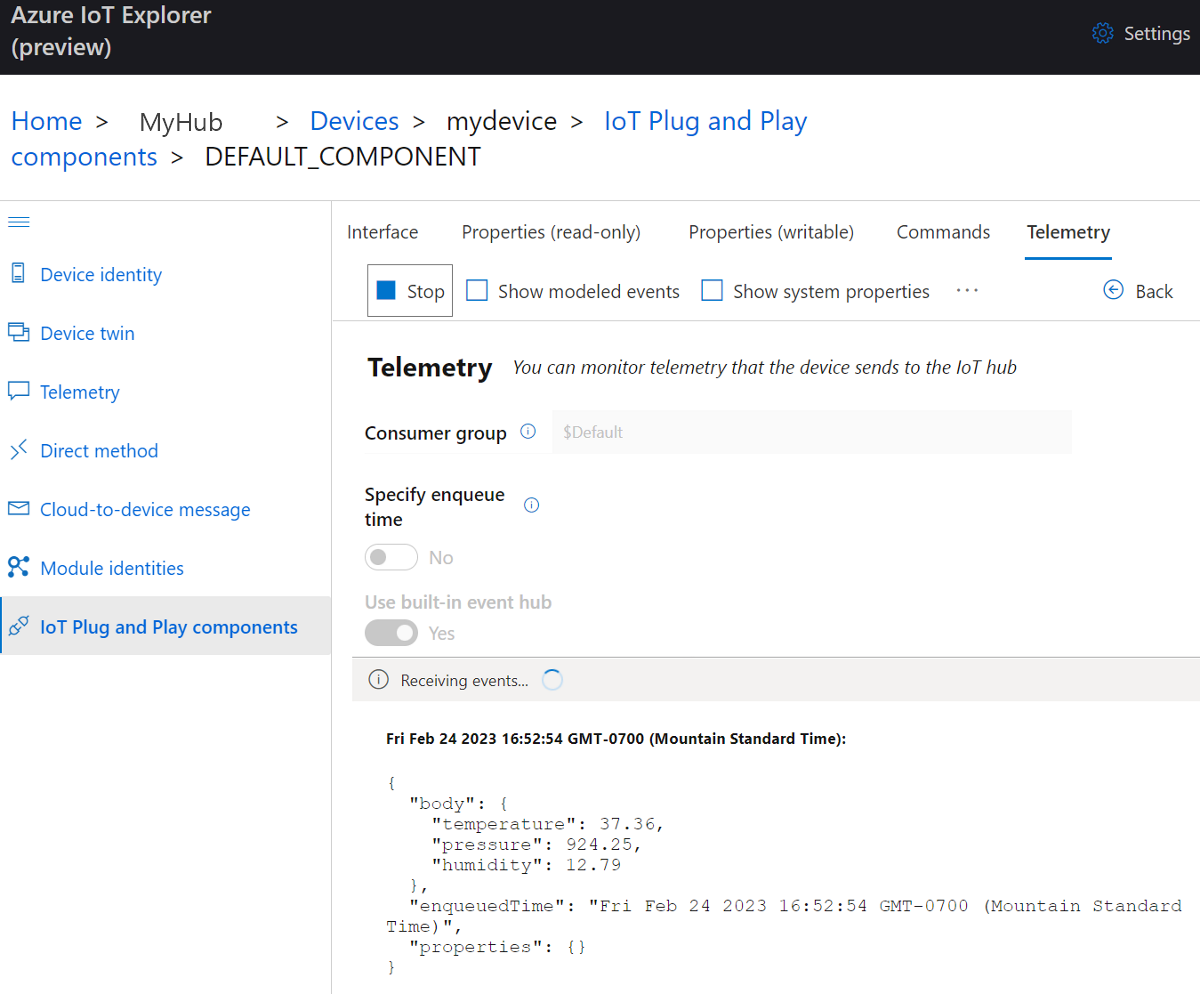 Azure IoT Explorer
(preview)
Settings
Home > MyHub > Devices > mydevice > IoT Plug and Play
components > DEFAULT_COMPONENT
Device identity
Device twin
Telemetry
Direct method
Cloud-to-device message
Module identities
IoT Plug and Play components
Interface Properties (read-only) Properties (writable) Commands Telemetry
Stop Show modeled events Show system properties ··· Back
Telemetry You can monitor telemetry that the device sends to the IoT hub
Consumer group $Default
Specify enqueue
time
No
Use built-in event hub
Yes
Receiving events...
Fri Feb 24 2023 16:52:54 GMT-0700 (Mountain Standard Time):
{
"body": {
"temperature": 37.36,
"pressure": 924.25,
"humidity": 12.79
},
"enqueuedTime": "Fri Feb 24 2023 16:52:54 GMT-0700 (Mountain Standard
Time)",
"properties": {}
}